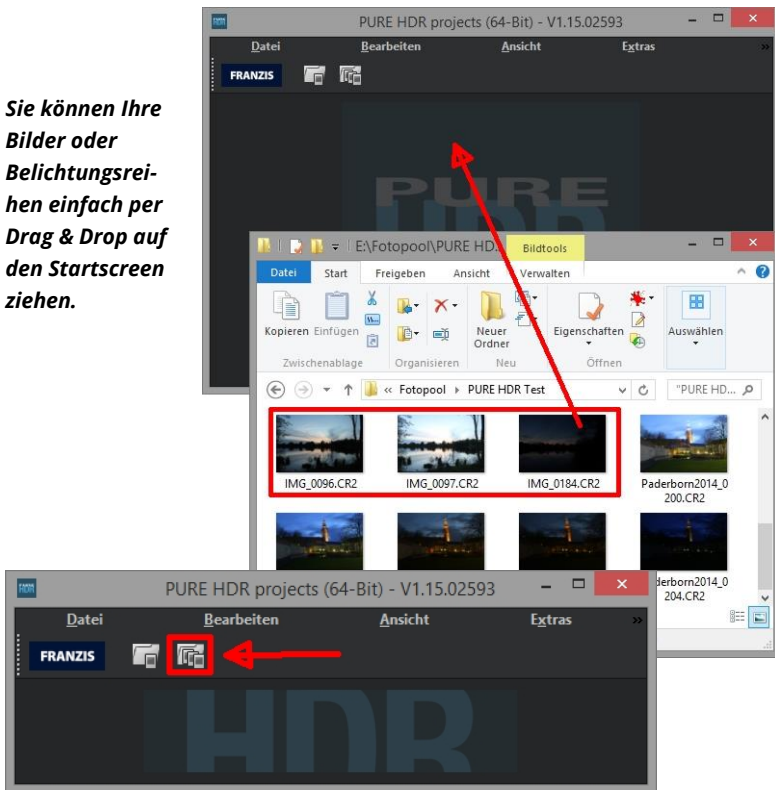 PURE HDR projects (64-Bit) - V1.15.02593
Datei Bearbeiten Ansicht Extras »
FRANZIS
Sie können Ihre
Bilder oder
Belichtungsrei-
hen einfach per
Drag & Drop auf
den Startscreen
ziehen.
PURE
HDR
E:\Fotopool\PURE HD... Bildtools
Datei Start Freigeben Ansicht Verwalten
Kopieren Einfügen Neuer Ordner Eigenschaften Auswählen
Zwischenablage Organisieren Neu Öffnen
« Fotopool PURE HDR Test "PURE HD...
IMG_0096.CR2 IMG_0097.CR2 IMG_0184.CR2 Paderborn2014_0
200.CR2
derborn2014_0
204.CR2
PURE HDR projects (64-Bit) - V1.15.02593
Datei Bearbeiten Ansicht Extras »
FRANZIS
HDR